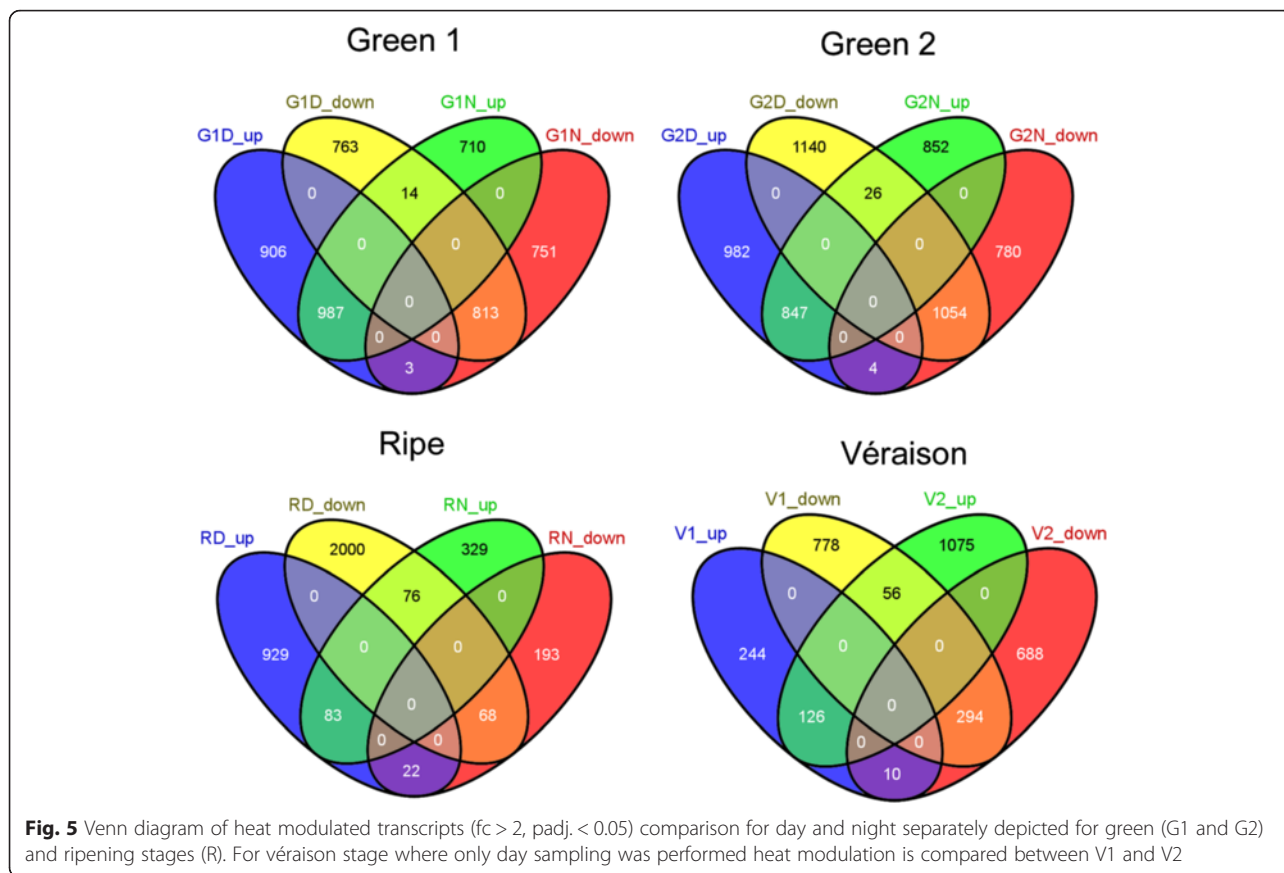 Green 1
G1D_up
G1D_down
G1N_up
G1N_down
763
710
0
14
0
906
0
0
751
987
0
813
0
0
3
Green 2
G2D_up
G2D_down
G2N_up
G2N_down
1140
852
0
26
0
982
0
0
780
847
0
1054
0
0
4
Ripe
RD_up
RD_down
RN_up
RN_down
2000
329
0
76
0
929
0
0
193
83
0
68
0
0
22
Véraison
V1_up
V1_down
V2_up
V2_down
778
1075
0
56
0
244
0
0
688
126
0
294
0
0
10
Fig. 5 Venn diagram of heat modulated transcripts (fc > 2, padj. < 0.05) comparison for day and night separately depicted for green (G1 and G2)
and ripening stages (R). For véraison stage where only day sampling was performed heat modulation is compared between V1 and V2